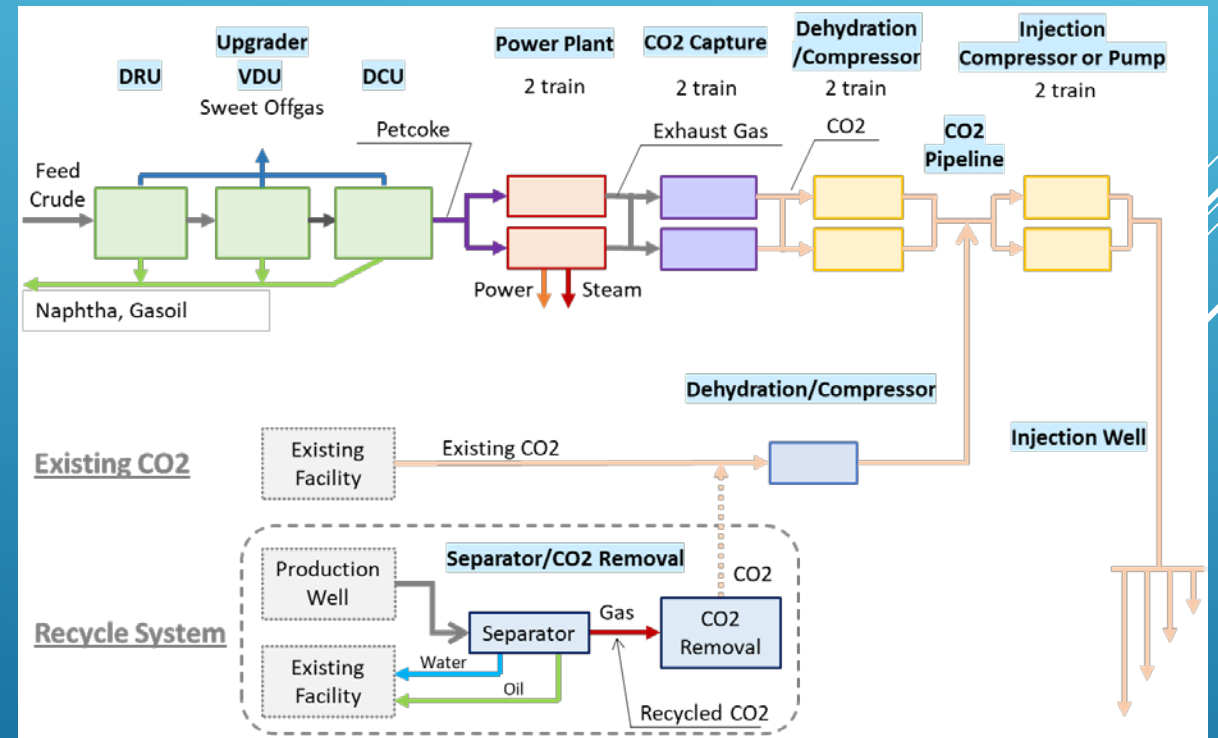 Upgrader
DRU
VDU
DCU
Sweet Offgas
Power Plant
2 train
CO2 Capture
2 train
Dehydration
/Compressor
2 train
Injection
Compressor or Pump
2 train
Petcoke
Exhaust Gas
CO2
CO2
Pipeline
Feed
Crude
Power
Steam
Naphtha, Gasoil
Dehydration/Compressor
Existing CO2
Existing
Facility
Existing CO2
Injection Well
Recycle System
Production
Well
Separator/CO2 Removal
CO2
Gas
Separator
CO2
Removal
Water
Oil
Existing
Facility
Recycled CO2